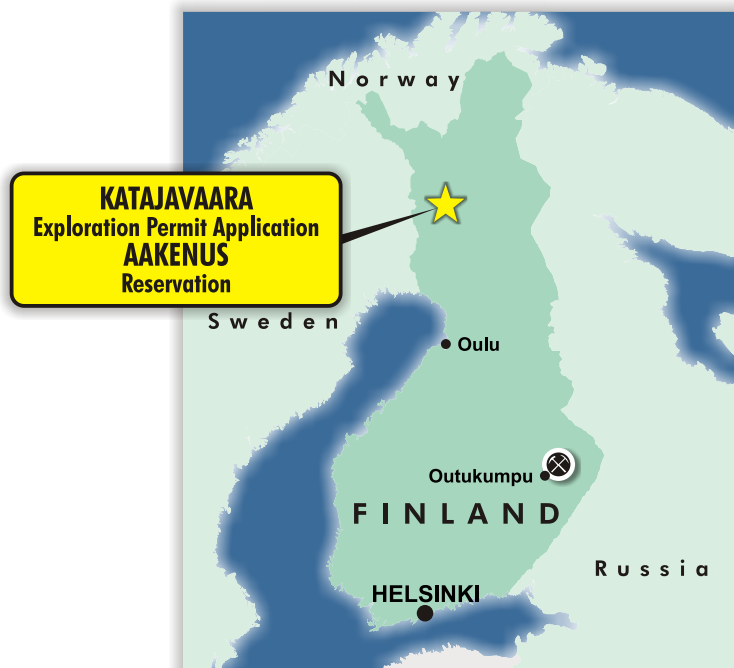 Norway
KATAJAVAARA
Exploration Permit Application
AAKENUS
Reservation
Sweden
Oulu
Outukumpu
FINLAND
Russia
HELSINKI